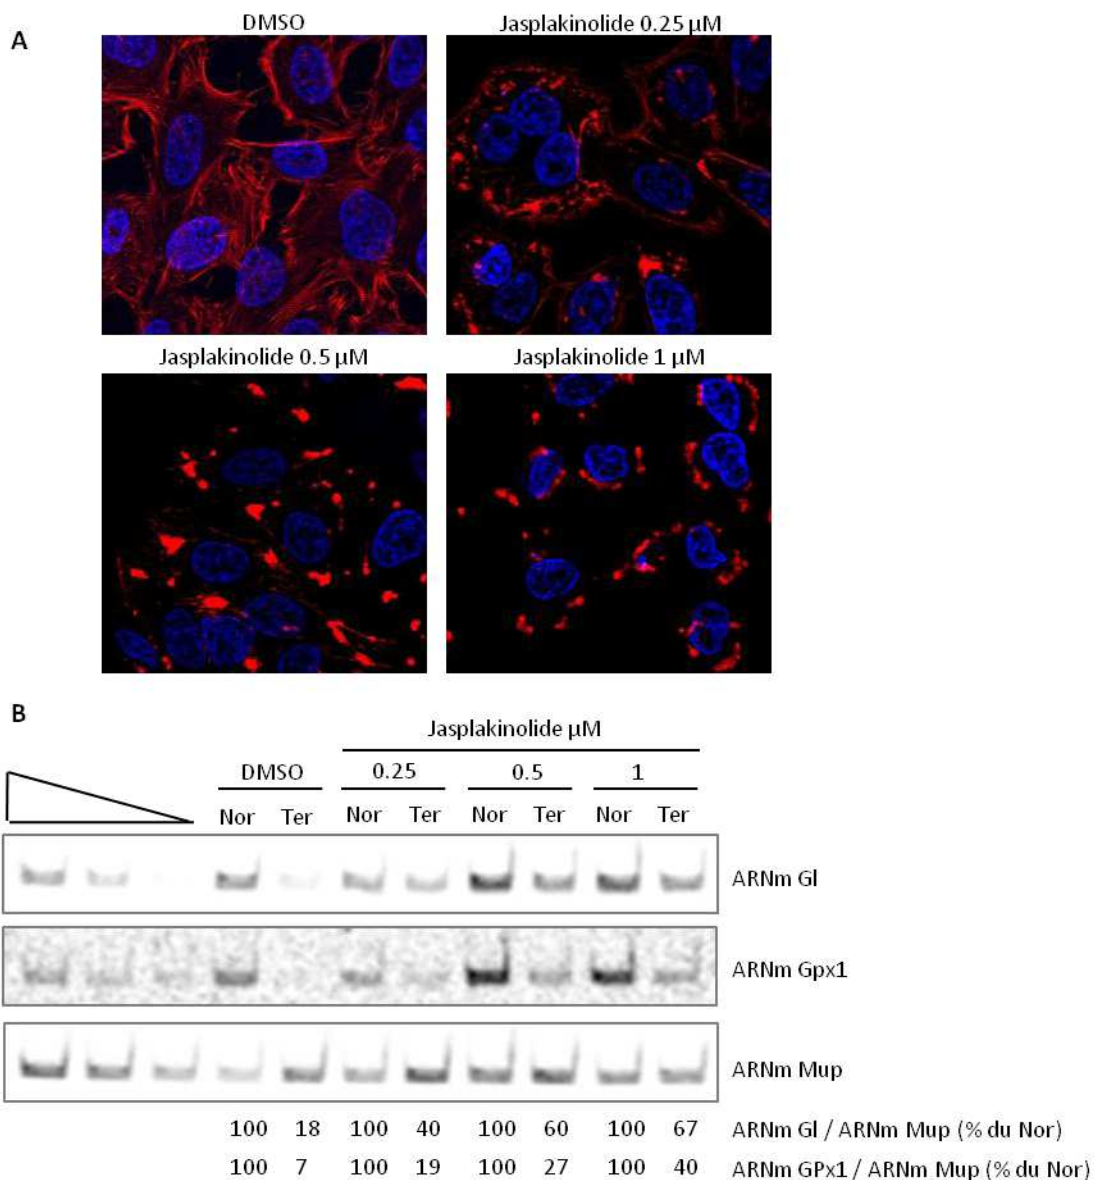 A
DMSO
Jasplakinolide 0.25 µM
Jasplakinolide 0.5 µM
Jasplakinolide 1 µM
B
Jasplakinolide µM
DMSO 0.25 0.5 1
Nor Ter Nor Ter Nor Ter Nor Ter
ARNm Gl
ARNm Gpx1
ARNm Mup
100 18 100 40 100 60 100 67 ARNm Gl / ARNm Mup (% du Nor)
100 7 100 19 100 27 100 40 ARNm GPx1 / ARNm Mup (% du Nor)